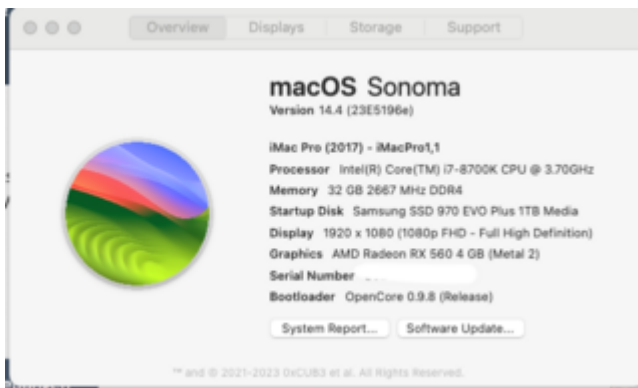 Overview Displays Storage Support
macOS Sonoma
Version 14.4 (23E5196e)
iMac Pro (2017) - iMacPro1,1
Processor Intel(R) Core(TM) i7-8700K CPU @ 3.70GHz
Memory 32 GB 2667 MHz DDR4
Startup Disk Samsung SSD 970 EVO Plus 1TB Media
Display 1920 x 1080 (1080p FHD - Full High Definition)
Graphics AMD Radeon RX 560 4 GB (Metal 2)
Serial Number
Bootloader OpenCore 0.9.8 (Release)
System Report... Software Update...
™ and © 2021-2023 0xCUB3 et al. All Rights Reserved.